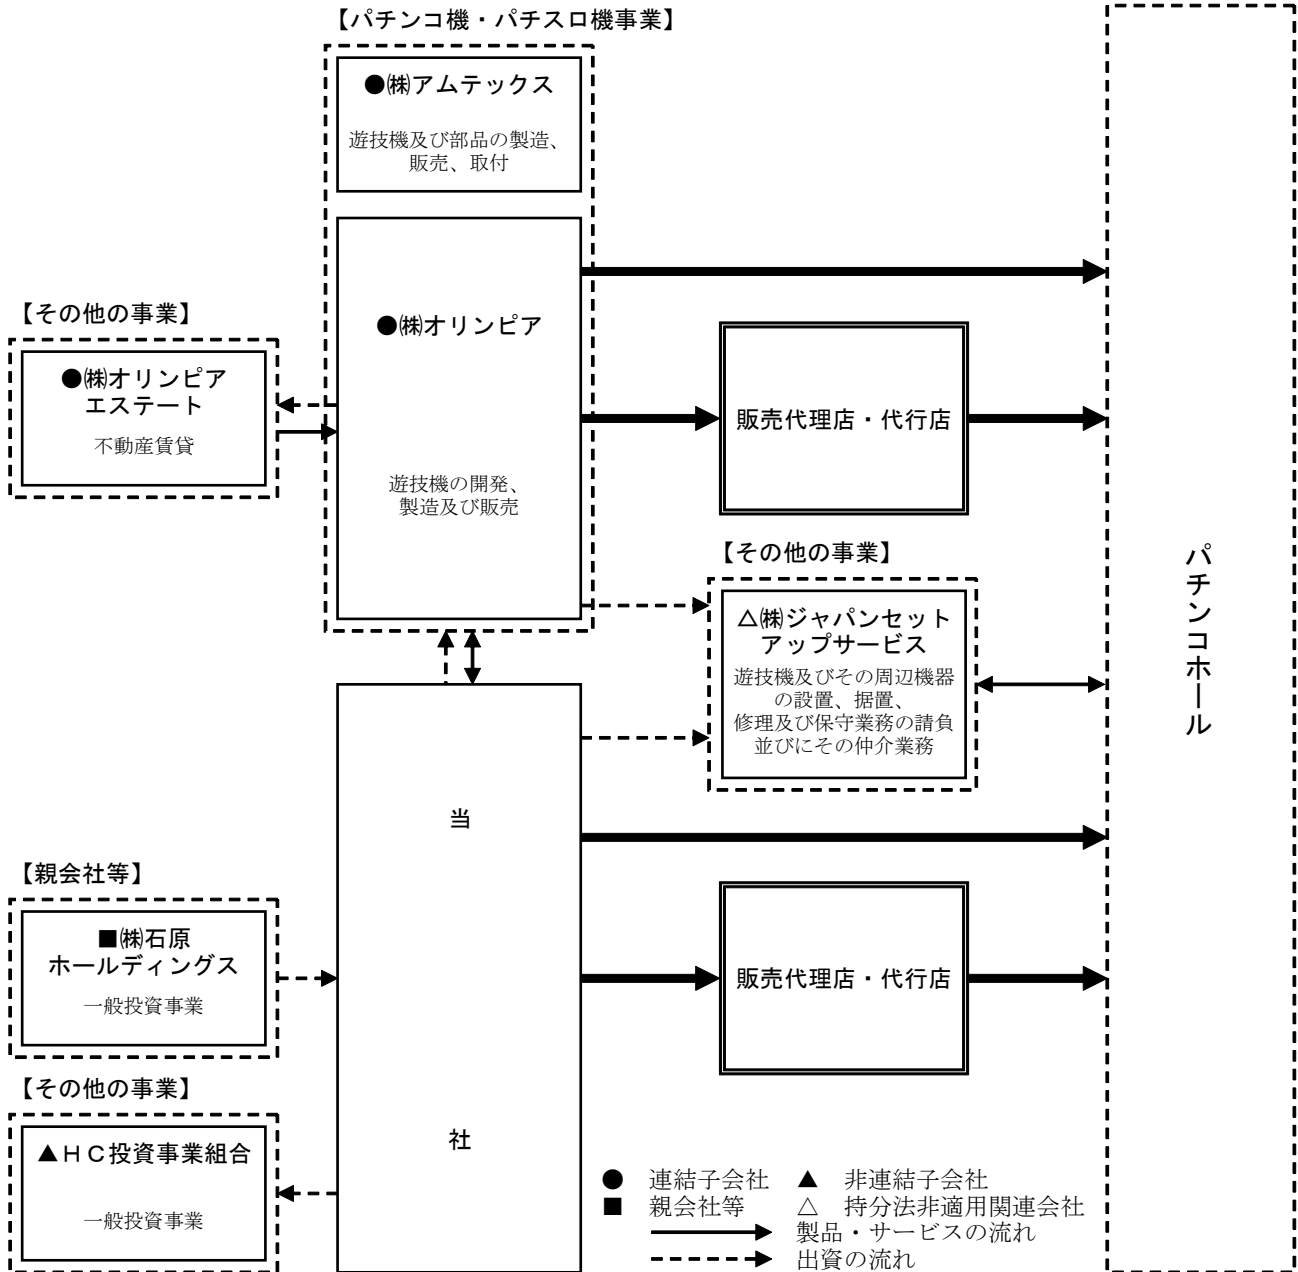 【パチンコ機・パチスロ機事業】
●㈱アムテックス
遊技機及び部品の製造、
販売、取付
●㈱オリンピア
遊技機の開発、
製造及び販売
【その他の事業】
●㈱オリンピア
エステート
不動産賃貸
販売代理店・代行店
【その他の事業】
△㈱ジャパンセット
アップサービス
遊技機及びその周辺機器
の設置、据置、
修理及び保守業務の請負
並びにその仲介業務
パチンコホール
当
社
【親会社等】
■㈱石原
ホールディングス
一般投資事業
販売代理店・代行店
【その他の事業】
▲ＨＣ投資事業組合
一般投資事業
● 連結子会社 ▲ 非連結子会社
■ 親会社等 △ 持分法非適用関連会社
製品・サービスの流れ
出資の流れ